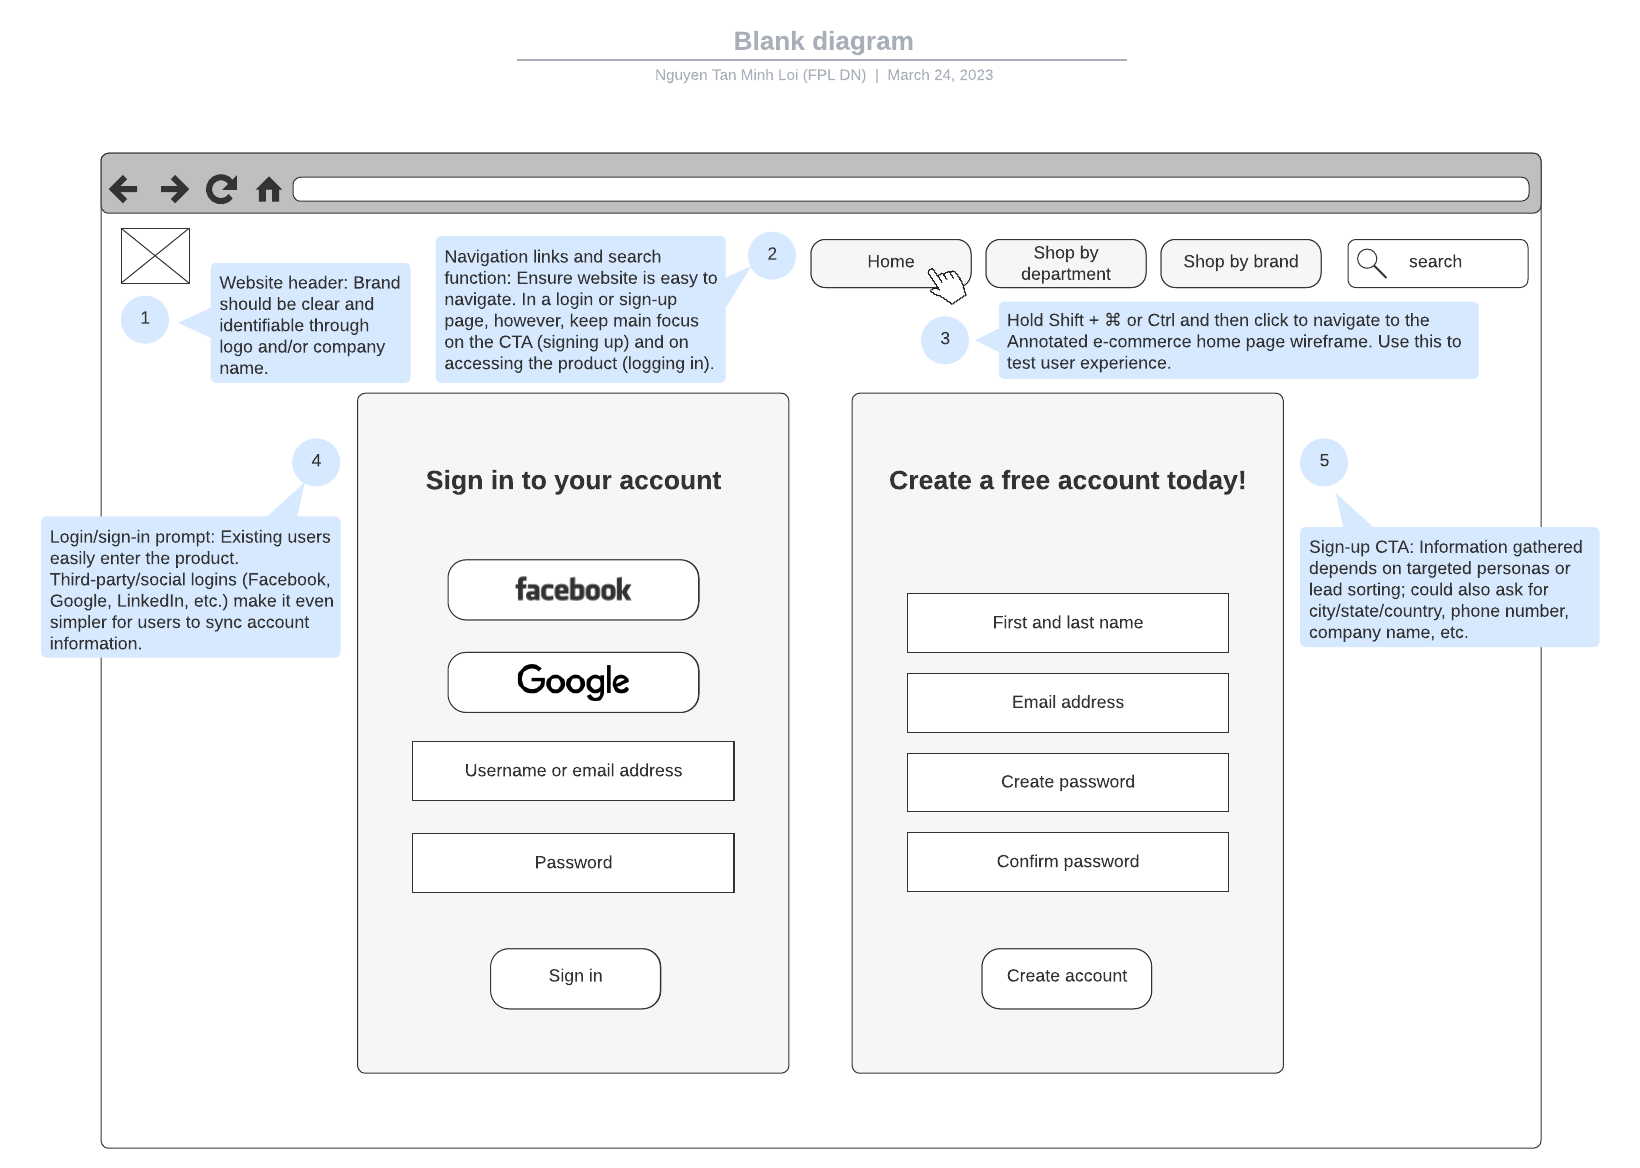 Blank diagram
Nguyen Tan Minh Loi (FPL DN) | March 24, 2023
1
Website header: Brand
should be clear and
identifiable through
logo and/or company
name.
Navigation links and search
function: Ensure website is easy to
navigate. In a login or sign-up
page, however, keep main focus
on the CTA (signing up) and on
accessing the product (logging in).
2
Home
Shop by
department
Shop by brand
search
3
Hold Shift + ⌘ or Ctrl and then click to navigate to the
Annotated e-commerce home page wireframe. Use this to
test user experience.
4
Login/sign-in prompt: Existing users
easily enter the product.
Third-party/social logins (Facebook,
Google, LinkedIn, etc.) make it even
simpler for users to sync account
information.
Sign in to your account
facebook
Google
Username or email address
Password
Sign in
Create a free account today!
First and last name
Email address
Create password
Confirm password
Create account
5
Sign-up CTA: Information gathered
depends on targeted personas or
lead sorting; could also ask for
city/state/country, phone number,
company name, etc.